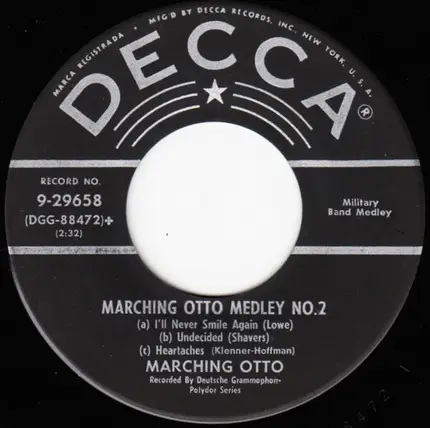 MARCA REGISTRADA • MF'D BY DECCA RECORDS, INC., NEW YORK, U.S.A.
DECCA®
RECORD NO.
9-29658
(DGG-88472)+
(2:32)
Military
Band Medley
MARCHING OTTO MEDLEY NO.2
(a) I'll Never Smile Again (Lowe)
(b) Undecided (Shavers)
(c) Heartaches (Klenner-Hoffman)
MARCHING OTTO
Recorded By Deutsche Grammophon-
Polydor Series